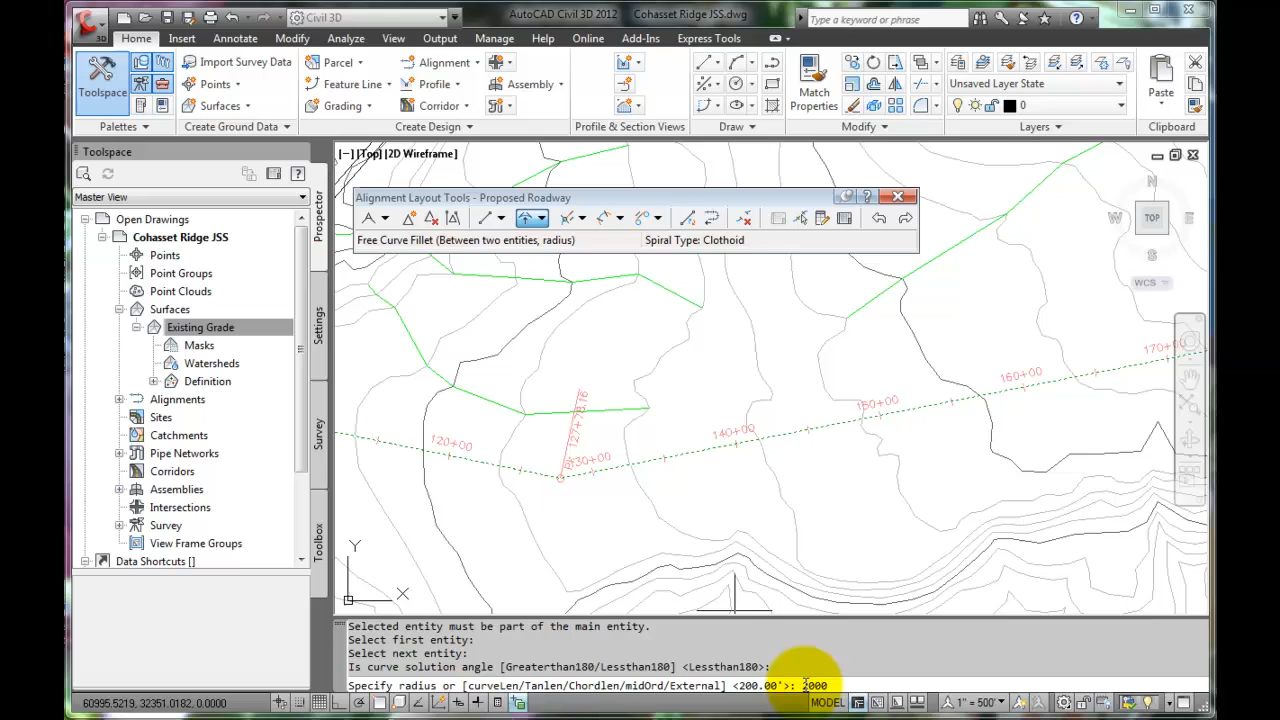 3D
Civil 3D
AutoCAD Civil 3D 2012 Cohasset Ridge JSS.dwg
Type a keyword or phrase
Home Insert Annotate Modify Analyze View Output Manage Help Online Add-Ins Express Tools
Toolspace
Import Survey Data
Points
Surfaces
Parcel
Feature Line
Grading
Alignment
Profile
Corridor
Assembly
Match
Properties
Unsaved Layer State
0
Paste
Palettes Create Ground Data Create Design Profile & Section Views Draw Modify Layers Clipboard
Toolspace
Master View
Open Drawings
Cohasset Ridge JSS
Points
Point Groups
Point Clouds
Surfaces
Existing Grade
Masks
Watersheds
Definition
Alignments
Sites
Catchments
Pipe Networks
Corridors
Assemblies
Intersections
Survey
View Frame Groups
Data Shortcuts []
Prospector
Settings
Survey
Toolbox
[−] [Top] [2D Wireframe]
Alignment Layout Tools - Proposed Roadway
Free Curve Fillet (Between two entities, radius) Spiral Type: Clothoid
N
W TOP E
S
WCS
170+00
160+00
150+00
140+00
127+78.16
130+00
120+00
Y
X
Selected entity must be part of the main entity.
Select first entity:
Select next entity:
Is curve solution angle [Greaterthan180/Lessthan180] <Lessthan180>:
Specify radius or [curveLen/Tanlen/Chordlen/midOrd/External] <200.00'>: 2000
60995.5219, 32351.0182, 0.0000
MODEL
1" = 500'